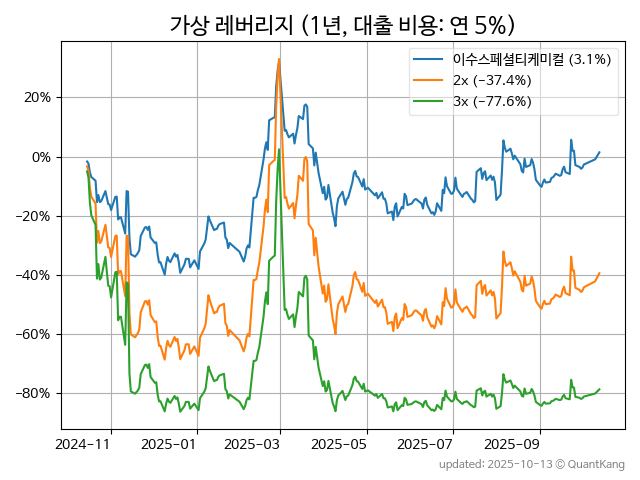 가상 레버리지 (1년, 대출 비용: 연 5%)
이수스페셜티케미컬 (3.1%)
2x (−37.4%)
3x (−77.6%)
20%
0%
−20%
−40%
−60%
−80%
2024-11 2025-01 2025-03 2025-05 2025-07 2025-09
updated: 2025-10-13 © QuantKang